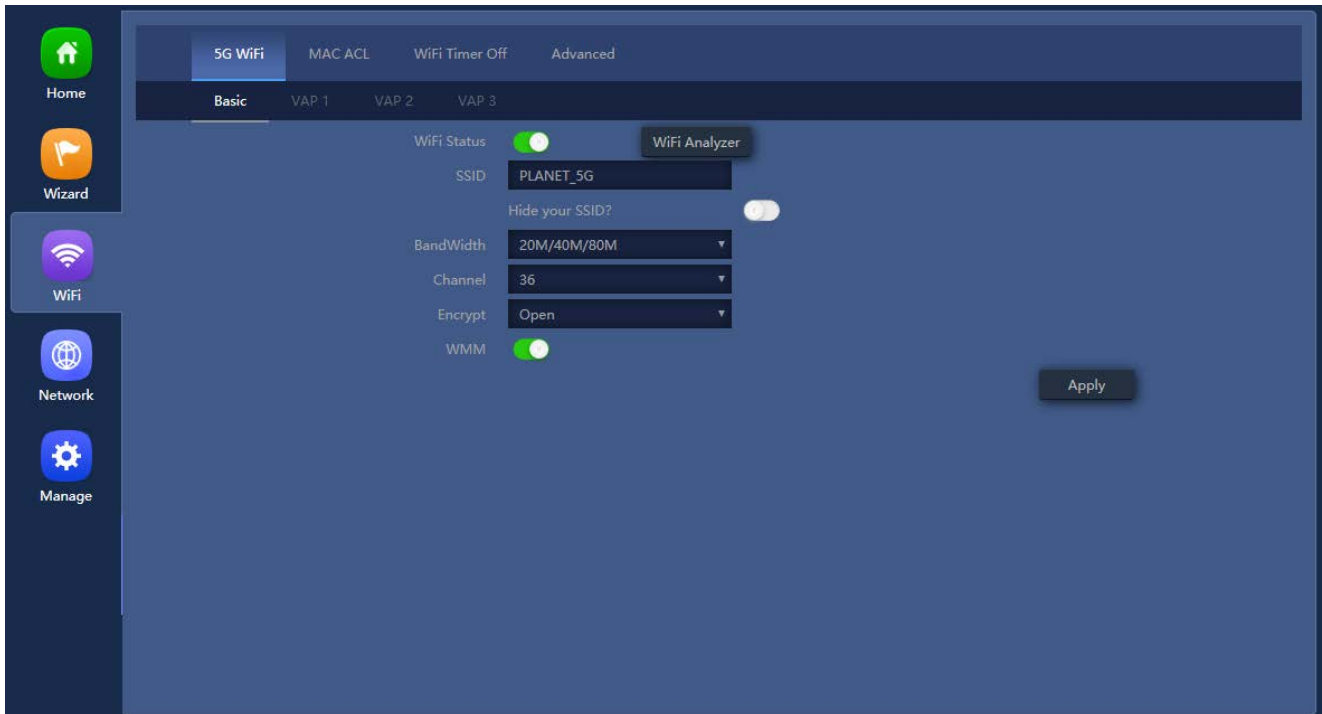 5G WiFi MAC ACL WiFi Timer Off Advanced
Home
Basic VAP 1 VAP 2 VAP 3
WiFi Status WiFi Analyzer
SSID PLANET_5G
Wizard
Hide your SSID?
BandWidth 20M/40M/80M
Channel 36
WiFi
Encrypt Open
WMM
Apply
Network
Manage